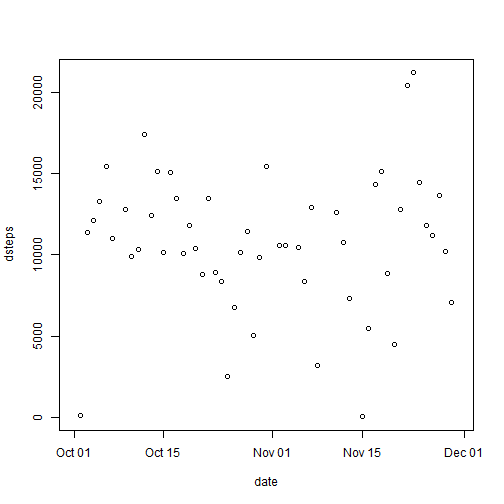 20000
15000
10000
5000
0
dsteps
Oct 01
Oct 15
Nov 01
Nov 15
Dec 01
date